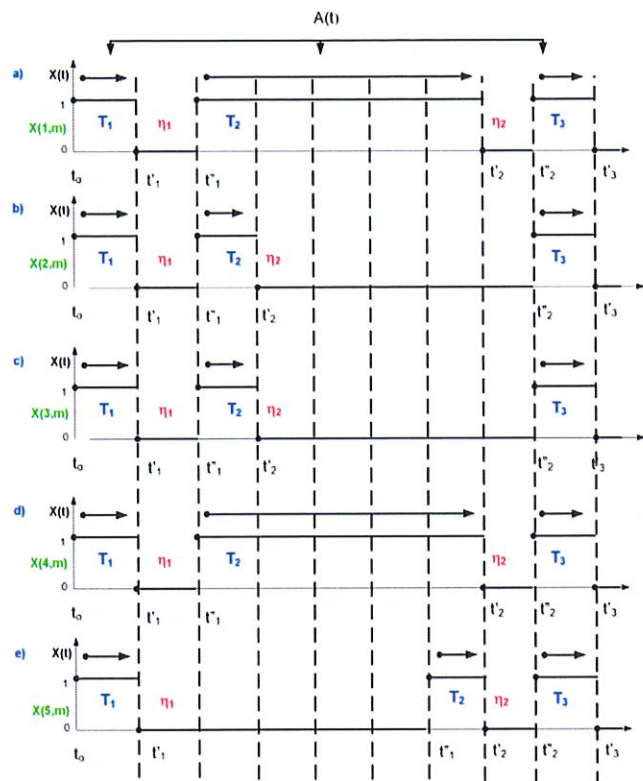 A(t)
a) X(t)
1
X(1,m) T₁ η₁ T₂ η₂ T₃
0
t₀ t'₁ t"₁ t'₂ t"₂ t'₃
b) X(t)
1
X(2,m) T₁ η₁ T₂ η₂ T₃
0
t₀ t'₁ t"₁ t'₂ t"₂ t'₃
c) X(t)
1
X(3,m) T₁ η₁ T₂ η₂ T₃
0
t₀ t'₁ t"₁ t'₂ t"₂ t'₃
d) X(t)
1
X(4,m) T₁ η₁ T₂ η₂ T₃
0
t₀ t'₁ t"₁ t'₂ t"₂ t'₃
e) X(t)
1
X(5,m) T₁ η₁ T₂ η₂ T₃
0
t₀ t'₁ t"₁ t'₂ t"₂ t'₃